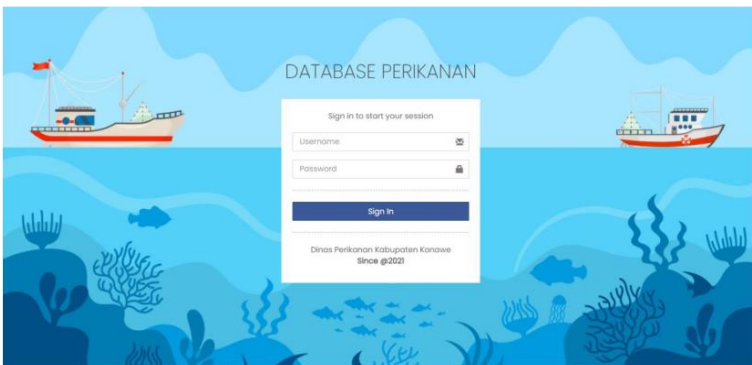 DATABASE PERIKANAN
Sign in to start your session
Username
Password
Sign In
Dinas Perikanan Kabupaten Konawe
Since @2021